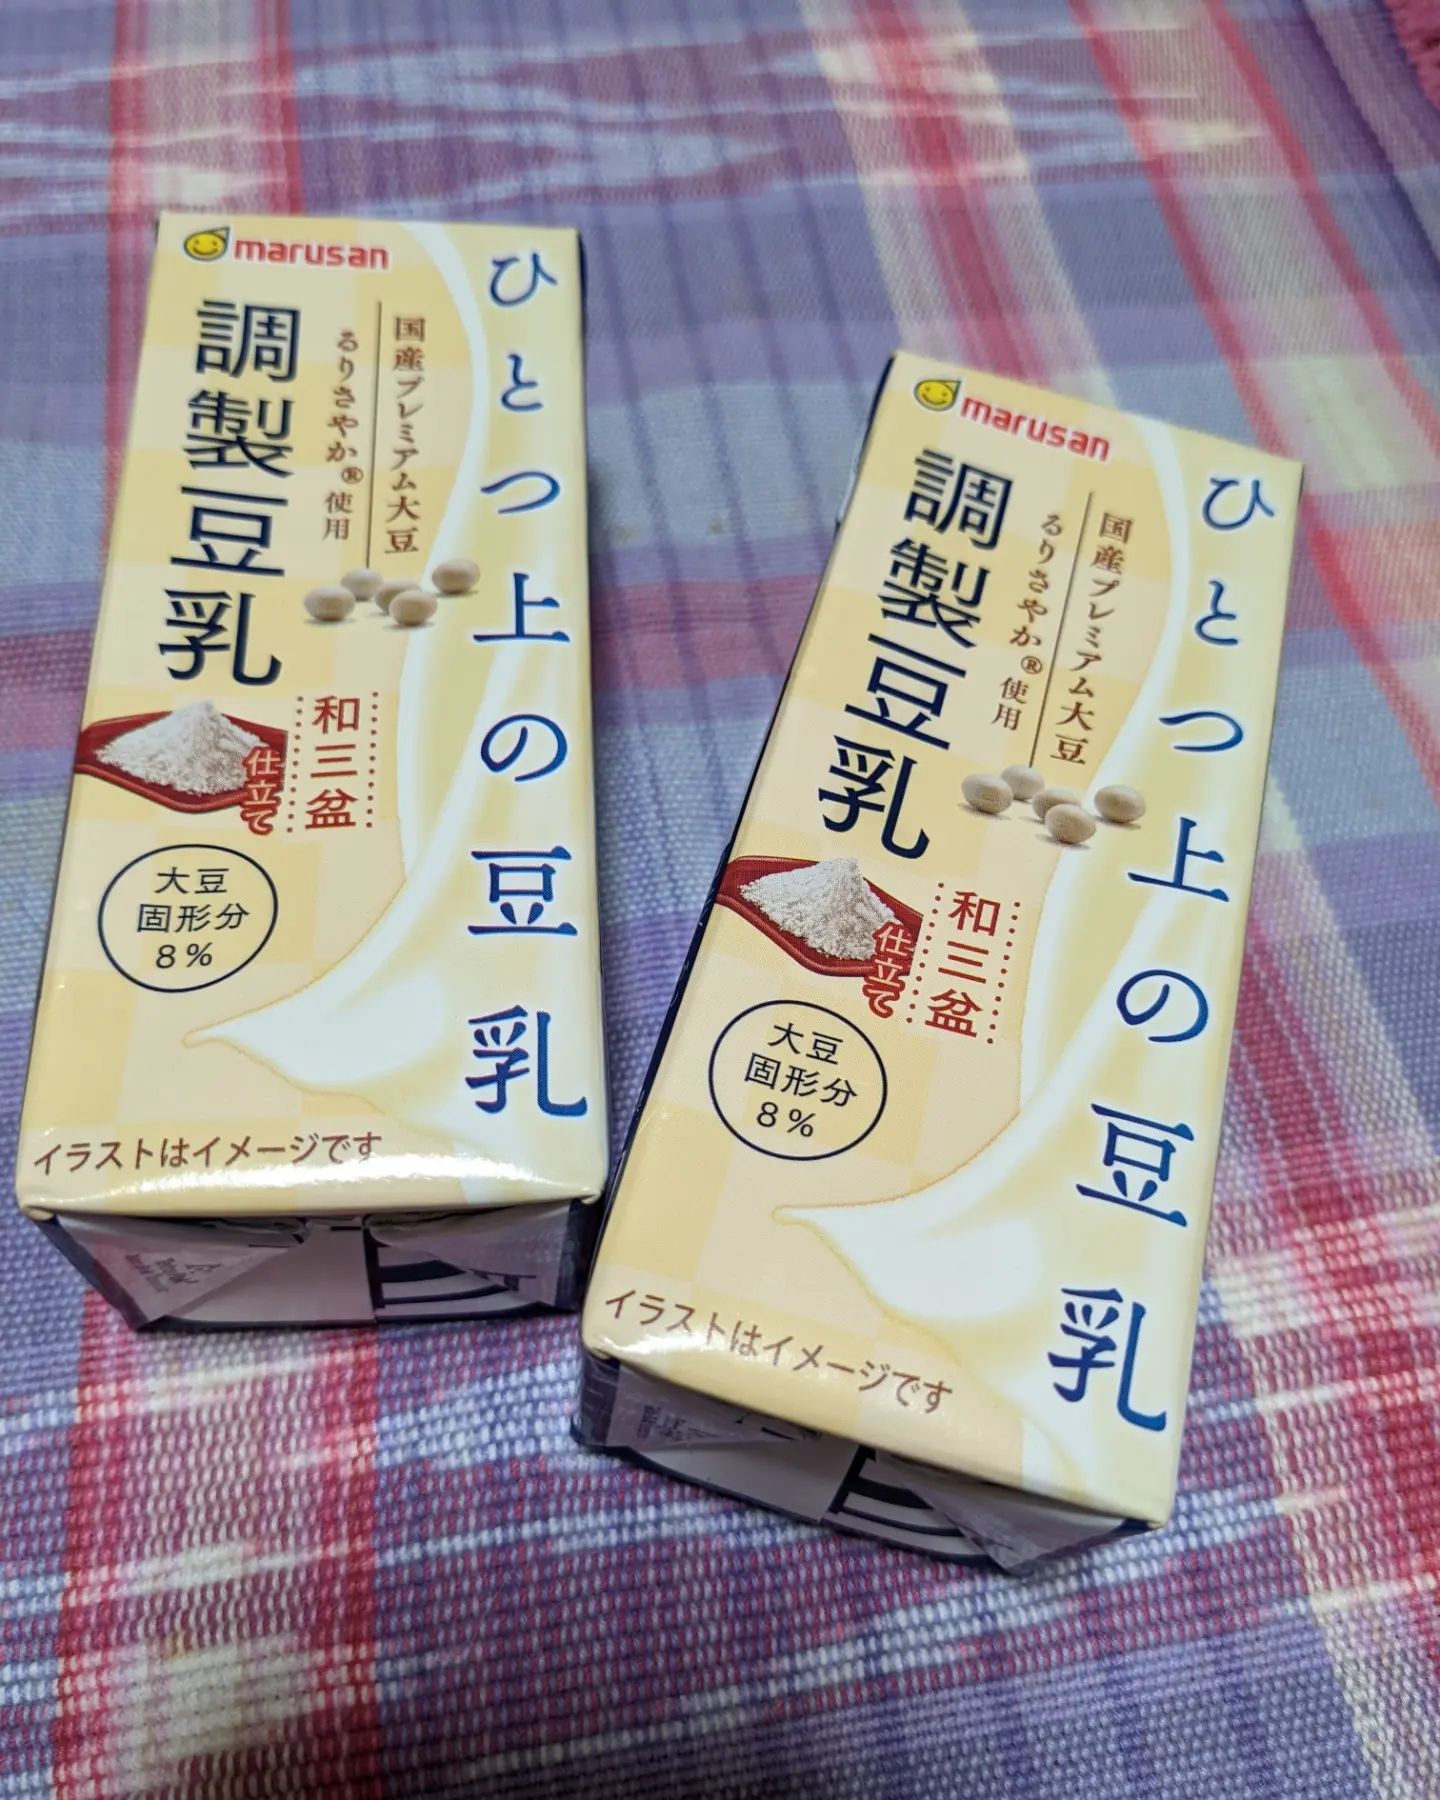 marusan
ひとつ上の豆乳
国産プレミアム大豆
るりさやか®使用
調製豆乳
和三盆
仕立て
大豆
固形分
8%
イラストはイメージです
marusan
ひとつ上の豆乳
国産プレミアム大豆
るりさやか®使用
調製豆乳
和三盆
仕立て
大豆
固形分
8%
イラストはイメージです